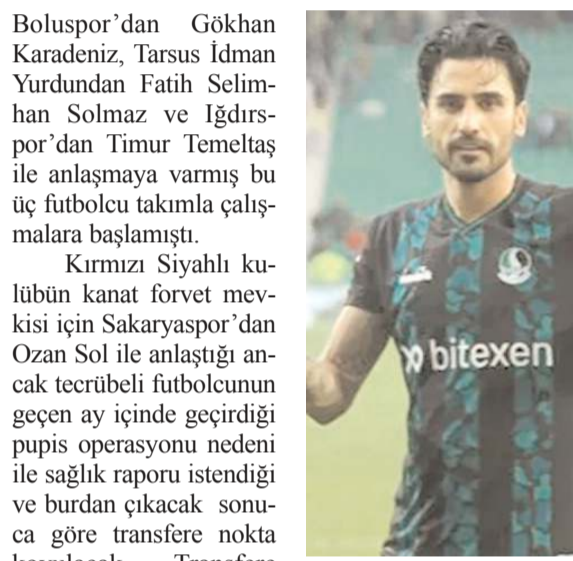 Boluspor’dan Gökhan
Karadeniz, Tarsus İdman
Yurdundan Fatih Selim-
han Solmaz ve Iğdırs-
por’dan Timur Temeltaş
ile anlaşmaya varmış bu
üç futbolcu takımla çalış-
malara başlamıştı.
Kırmızı Siyahlı ku-
lübün kanat forvet mev-
kisi için Sakaryaspor’dan
Ozan Sol ile anlaştığı an-
cak tecrübeli futbolcunun
geçen ay içinde geçirdiği
pupis operasyonu nedeni
ile sağlık raporu istendiği
ve burdan çıkacak sonu-
ca göre transfere nokta
bitexen